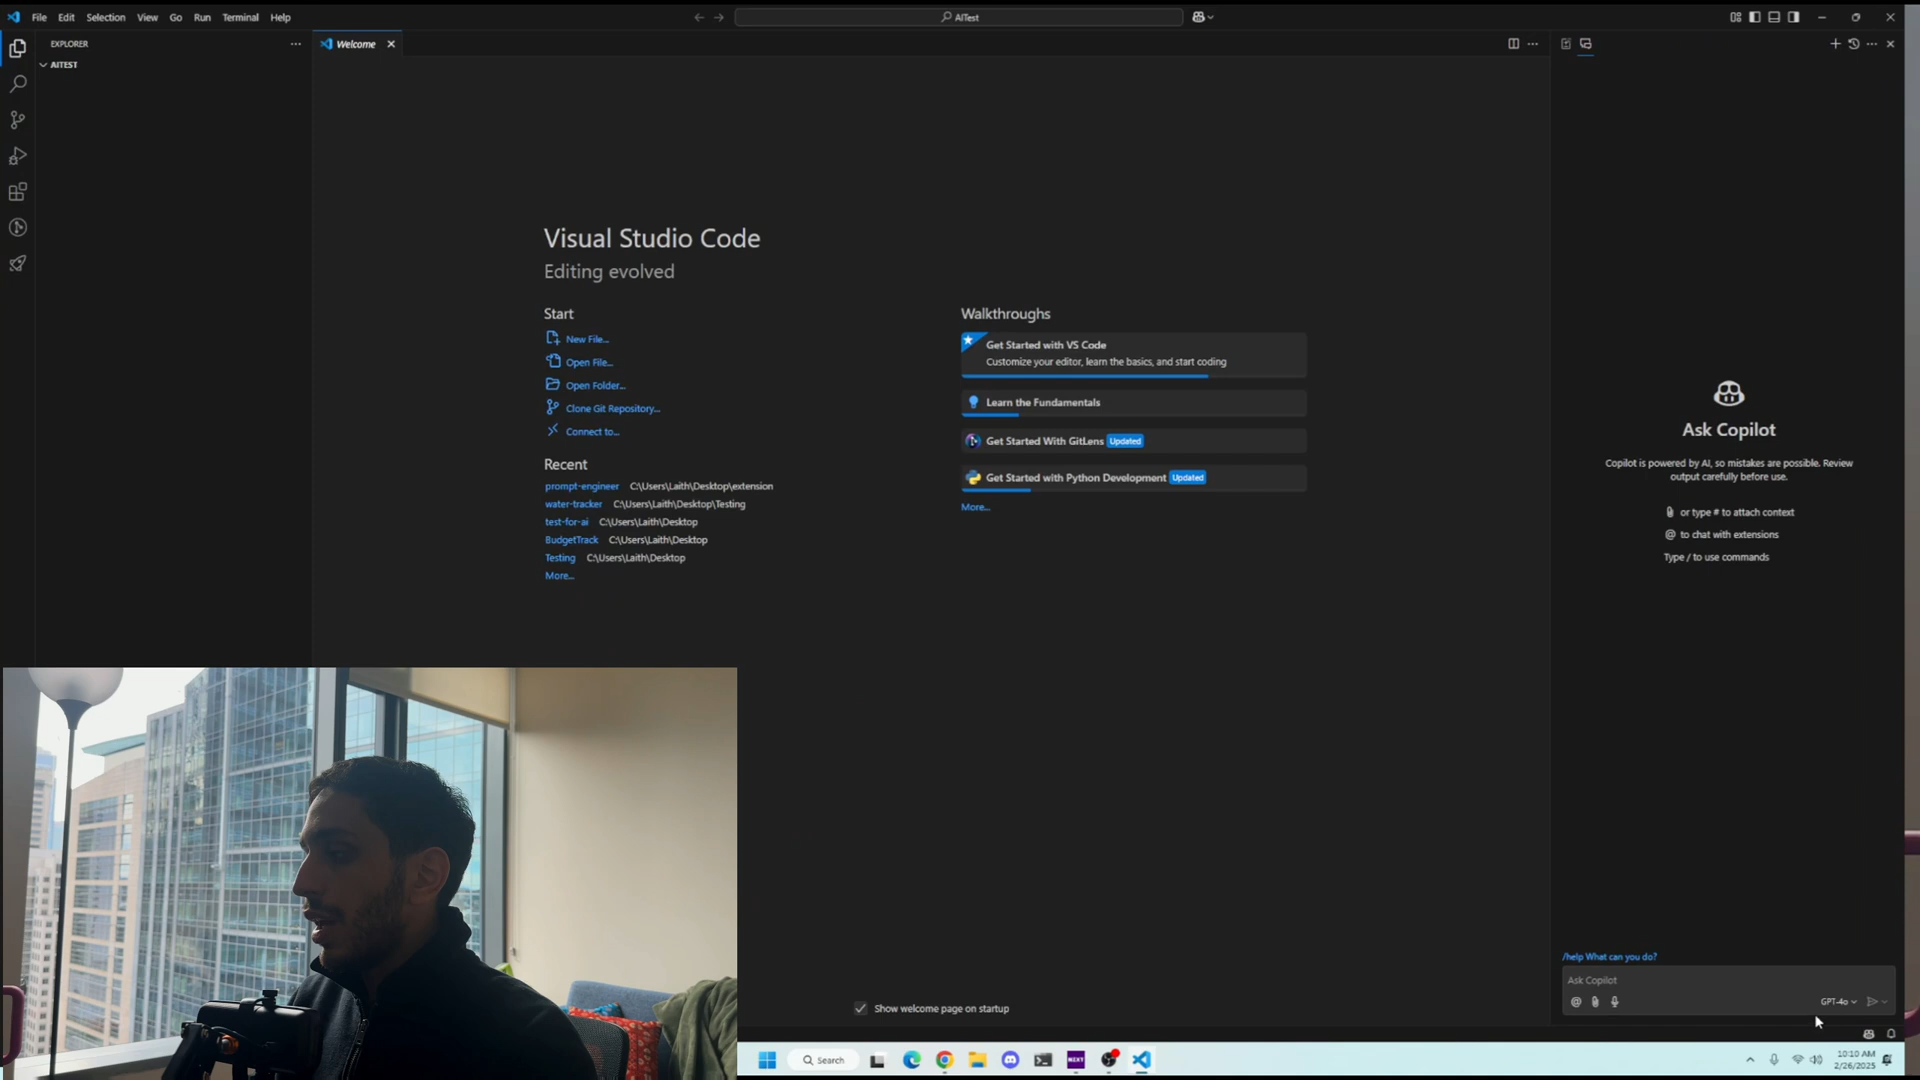 File Edit Selection View Go Run Terminal Help
AITest
EXPLORER
AITEST
Welcome
Visual Studio Code
Editing evolved
Start
New File...
Open File...
Open Folder...
Clone Git Repository...
Connect to...
Recent
prompt-engineer C:\Users\Laith\Desktop\extension
water-tracker C:\Users\Laith\Desktop\Testing
test-for-ai C:\Users\Laith\Desktop
BudgetTrack C:\Users\Laith\Desktop
Testing C:\Users\Laith\Desktop
More...
Walkthroughs
Get Started with VS Code
Customize your editor, learn the basics, and start coding
Learn the Fundamentals
Get Started With GitLens Updated
Get Started with Python Development Updated
More...
Show welcome page on startup
Ask Copilot
Copilot is powered by AI, so mistakes are possible. Review
output carefully before use.
or type # to attach context
@ to chat with extensions
Type / to use commands
/help What can you do?
Ask Copilot
@
GPT-4o
Search
NEXT
10:10 AM
2/26/2025